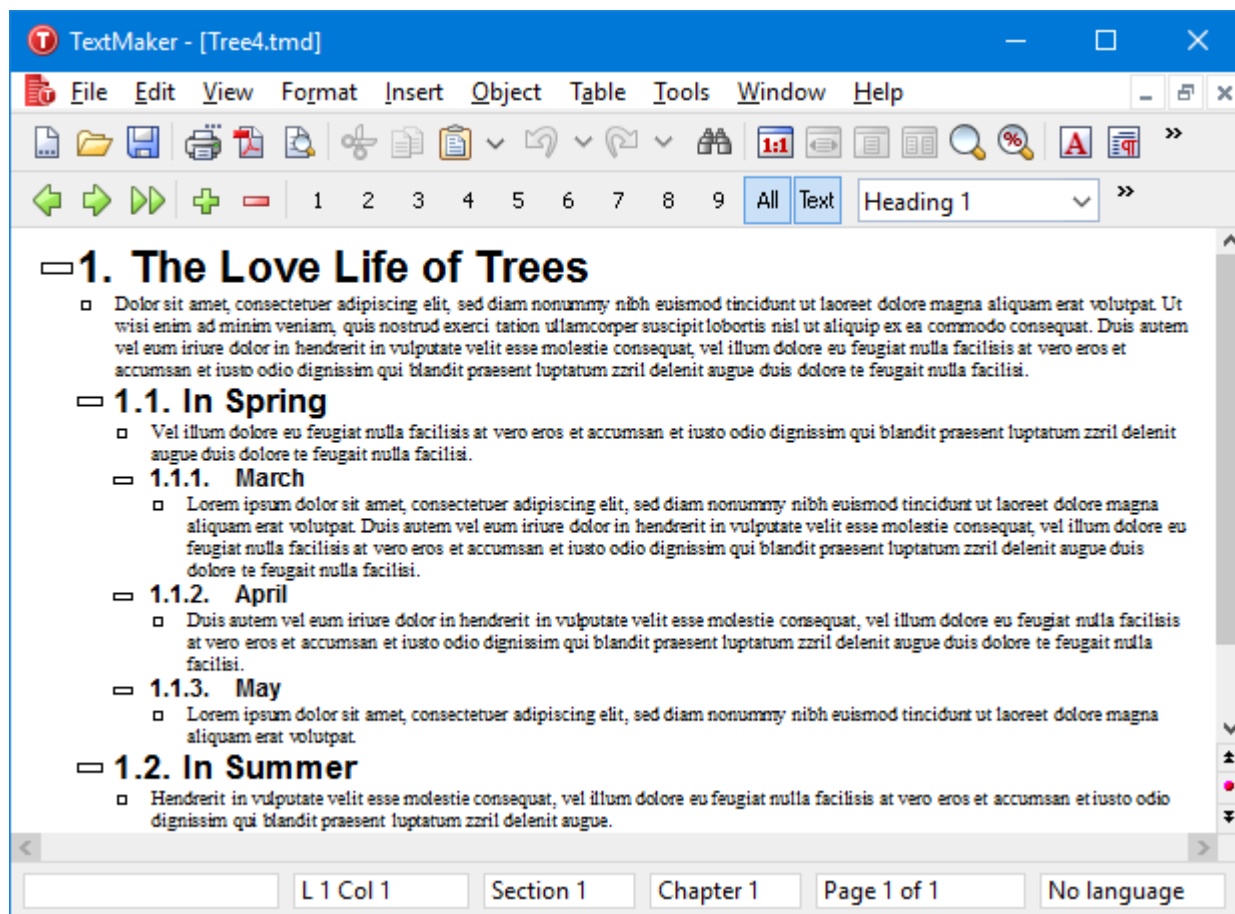 TextMaker - [Tree4.tmd]
File Edit View Format Insert Object Table Tools Window Help
1:1 % A
1 2 3 4 5 6 7 8 9 All Text Heading 1
1. The Love Life of Trees
Dolor sit amet, consectetuer adipiscing elit, sed diam nonummy nibh euismod tincidunt ut laoreet dolore magna aliquam erat volutpat. Ut
wisi enim ad minim veniam, quis nostrud exerci tation ullamcorper suscipit lobortis nisl ut aliquip ex ea commodo consequat. Duis autem
vel eum iriure dolor in hendrerit in vulputate velit esse molestie consequat, vel illum dolore eu feugiat nulla facilisis at vero eros et
accumsan et iusto odio dignissim qui blandit praesent luptatum zzril delenit augue duis dolore te feugait nulla facilisi.
1.1. In Spring
Vel illum dolore eu feugiat nulla facilisis at vero eros et accumsan et iusto odio dignissim qui blandit praesent luptatum zzril delenit
augue duis dolore te feugait nulla facilisi.
1.1.1. March
Lorem ipsum dolor sit amet, consectetuer adipiscing elit, sed diam nonummy nibh euismod tincidunt ut laoreet dolore magna
aliquam erat volutpat. Duis autem vel eum iriure dolor in hendrerit in vulputate velit esse molestie consequat, vel illum dolore eu
feugiat nulla facilisis at vero eros et accumsan et iusto odio dignissim qui blandit praesent luptatum zzril delenit augue duis
dolore te feugait nulla facilisi.
1.1.2. April
Duis autem vel eum iriure dolor in hendrerit in vulputate velit esse molestie consequat, vel illum dolore eu feugiat nulla facilisis
at vero eros et accumsan et iusto odio dignissim qui blandit praesent luptatum zzril delenit augue duis dolore te feugait nulla
facilisi.
1.1.3. May
Lorem ipsum dolor sit amet, consectetuer adipiscing elit, sed diam nonummy nibh euismod tincidunt ut laoreet dolore magna
aliquam erat volutpat.
1.2. In Summer
Hendrerit in vulputate velit esse molestie consequat, vel illum dolore eu feugiat nulla facilisis at vero eros et accumsan et iusto odio
dignissim qui blandit praesent luptatum zzril delenit augue.
L 1 Col 1 Section 1 Chapter 1 Page 1 of 1 No language